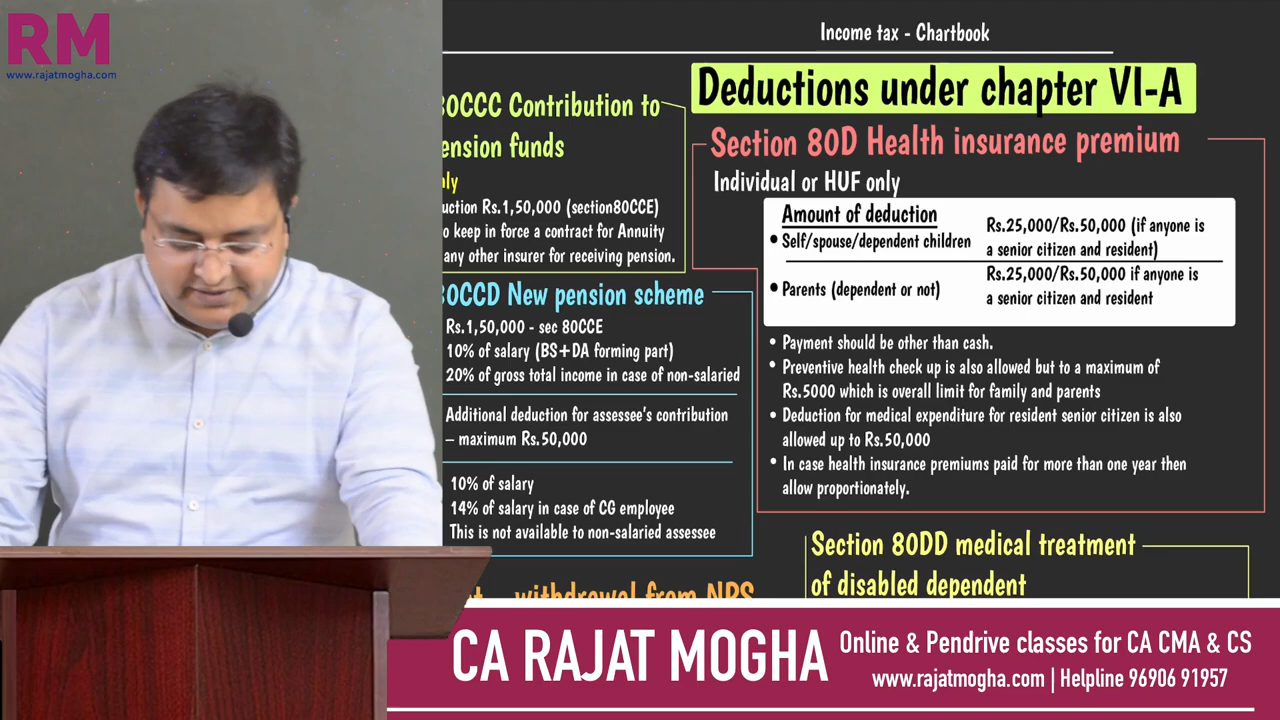 RM
www.rajatmogha.com
Income tax - Chartbook
80CCC Contribution to
pension funds
uction Rs.1,50,000 (section80CCE)
o keep in force a contract for Annuity
any other insurer for receiving pension.
80CCD New pension scheme
Rs.1,50,000 - sec 80CCE
10% of salary (BS+DA forming part)
20% of gross total income in case of non-salaried
Additional deduction for assessee's contribution
– maximum Rs.50,000
10% of salary
14% of salary in case of CG employee
This is not available to non-salaried assessee
withdrawal from NPS
Deductions under chapter VI-A
Section 80D Health insurance premium
Individual or HUF only
Amount of deduction
• Self/spouse/dependent children
Rs.25,000/Rs.50,000 (if anyone is
a senior citizen and resident)
• Parents (dependent or not)
Rs.25,000/Rs.50,000 if anyone is
a senior citizen and resident
• Payment should be other than cash.
• Preventive health check up is also allowed but to a maximum of
Rs.5000 which is overall limit for family and parents
• Deduction for medical expenditure for resident senior citizen is also
allowed up to Rs.50,000
• In case health insurance premiums paid for more than one year then
allow proportionately.
Section 80DD medical treatment
of disabled dependent
CA RAJAT MOGHA
Online & Pendrive classes for CA CMA & CS
www.rajatmogha.com | Helpline 96906 91957